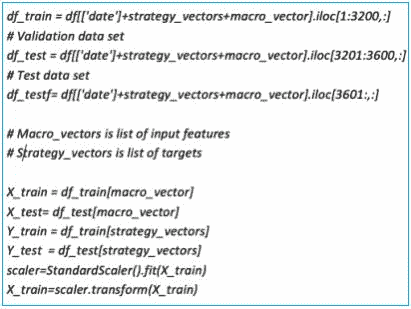 df_train = df[['date']+strategy_vectors+macro_vector].iloc[1:3200,:]
# Validation data set
df_test = df[['date']+strategy_vectors+macro_vector].iloc[3201:3600,:]
# Test data set
df_testf= df[['date']+strategy_vectors+macro_vector].iloc[3601:,:]
# Macro_vectors is list of input features
# Strategy_vectors is list of targets
X_train = df_train[macro_vector]
X_test= df_test[macro_vector]
Y_train = df_train[strategy_vectors]
Y_test = df_test[strategy_vectors]
scaler=StandardScaler().fit(X_train)
X_train=scaler.transform(X_train)